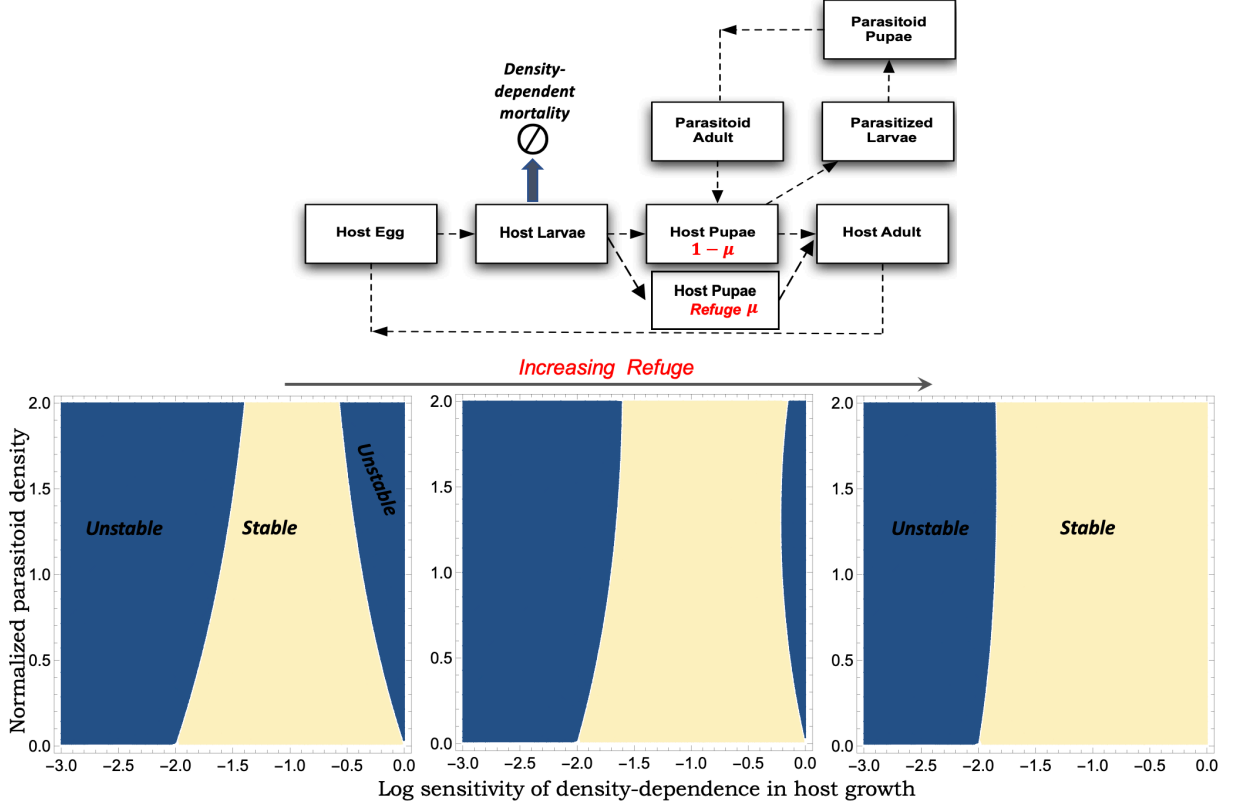 Parasitoid
Pupae
Density-
dependent
mortality
Parasitoid
Adult
Parasitized
Larvae
Host Egg
Host Larvae
Host Pupae
1 − μ
Host Adult
Host Pupae
Refuge μ
Increasing Refuge
Normalized parasitoid density
2.0
1.5
1.0
0.5
0.0
−3.0 −2.5 −2.0 −1.5 −1.0 −0.5 0.0
Unstable
Stable
Unstable
2.0
1.5
1.0
0.5
0.0
−3.0 −2.5 −2.0 −1.5 −1.0 −0.5 0.0
2.0
1.5
1.0
0.5
0.0
−3.0 −2.5 −2.0 −1.5 −1.0 −0.5 0.0
Unstable
Stable
Log sensitivity of density-dependence in host growth